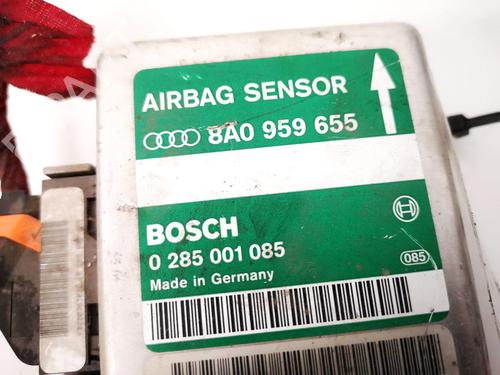 AIRBAG SENSOR
8A0 959 655
BOSCH
0 285 001 085
085
Made in Germany